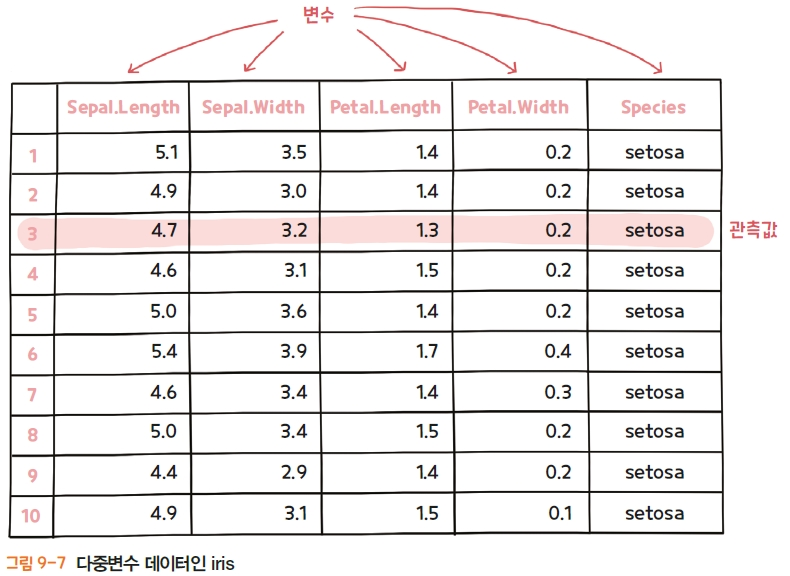 변수
Sepal.Length Sepal.Width Petal.Length Petal.Width Species
1 5.1 3.5 1.4 0.2 setosa
2 4.9 3.0 1.4 0.2 setosa
3 4.7 3.2 1.3 0.2 setosa 관측값
4 4.6 3.1 1.5 0.2 setosa
5 5.0 3.6 1.4 0.2 setosa
6 5.4 3.9 1.7 0.4 setosa
7 4.6 3.4 1.4 0.3 setosa
8 5.0 3.4 1.5 0.2 setosa
9 4.4 2.9 1.4 0.2 setosa
10 4.9 3.1 1.5 0.1 setosa
그림 9-7 다중변수 데이터인 iris